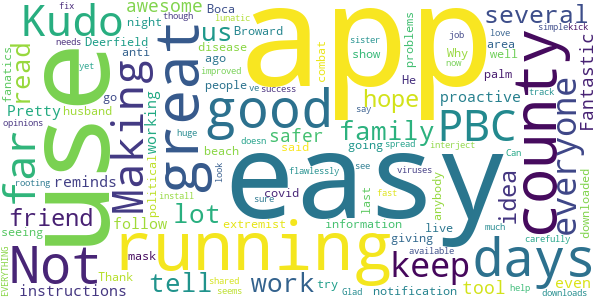 Kudo
awesome
Boca
night
Broward
though
lunatic
fix
needs
simplekick
several
job
sister
love
area
well
Why
now
problems
show
combat
app
Deerfield
anti
disease
ago
improved
people
ve
go
yet
us
great
fanatics
read
Pretty
husband
success
say
huge
He
track
palm
proactive
Fantastic
county
use
Making
good
hope
PBC
everyone
far
working
safer
family
opinions
reminds
political
beach
said
going
spread
interject
Can
downloaded
rooting
install
look
doesn
see
easy
idea
seeing
friend
lot
sure
covid
flawlessly
viruses
last
anybody
much
carefully
follow
extremist
information
live
fast
EVERYTHING
Not
running
keep
days
mask
giving
available
Thank
shared
instructions
tell
work
seems
try
Glad
notification
tool
help
even
downloads